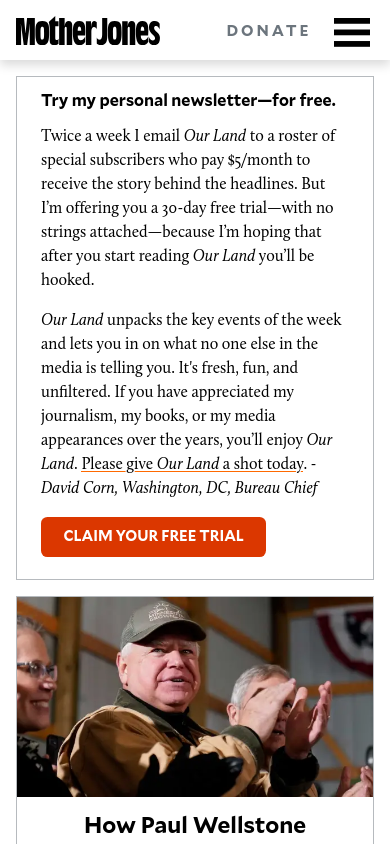 Mother Jones
DONATE
Try my personal newsletter—for free.
Twice a week I email Our Land to a roster of
special subscribers who pay $5/month to
receive the story behind the headlines. But
I’m offering you a 30-day free trial—with no
strings attached—because I’m hoping that
after you start reading Our Land you’ll be
hooked.
Our Land unpacks the key events of the week
and lets you in on what no one else in the
media is telling you. It's fresh, fun, and
unfiltered. If you have appreciated my
journalism, my books, or my media
appearances over the years, you’ll enjoy Our
Land. Please give Our Land a shot today. -
David Corn, Washington, DC, Bureau Chief
CLAIM YOUR FREE TRIAL
How Paul Wellstone